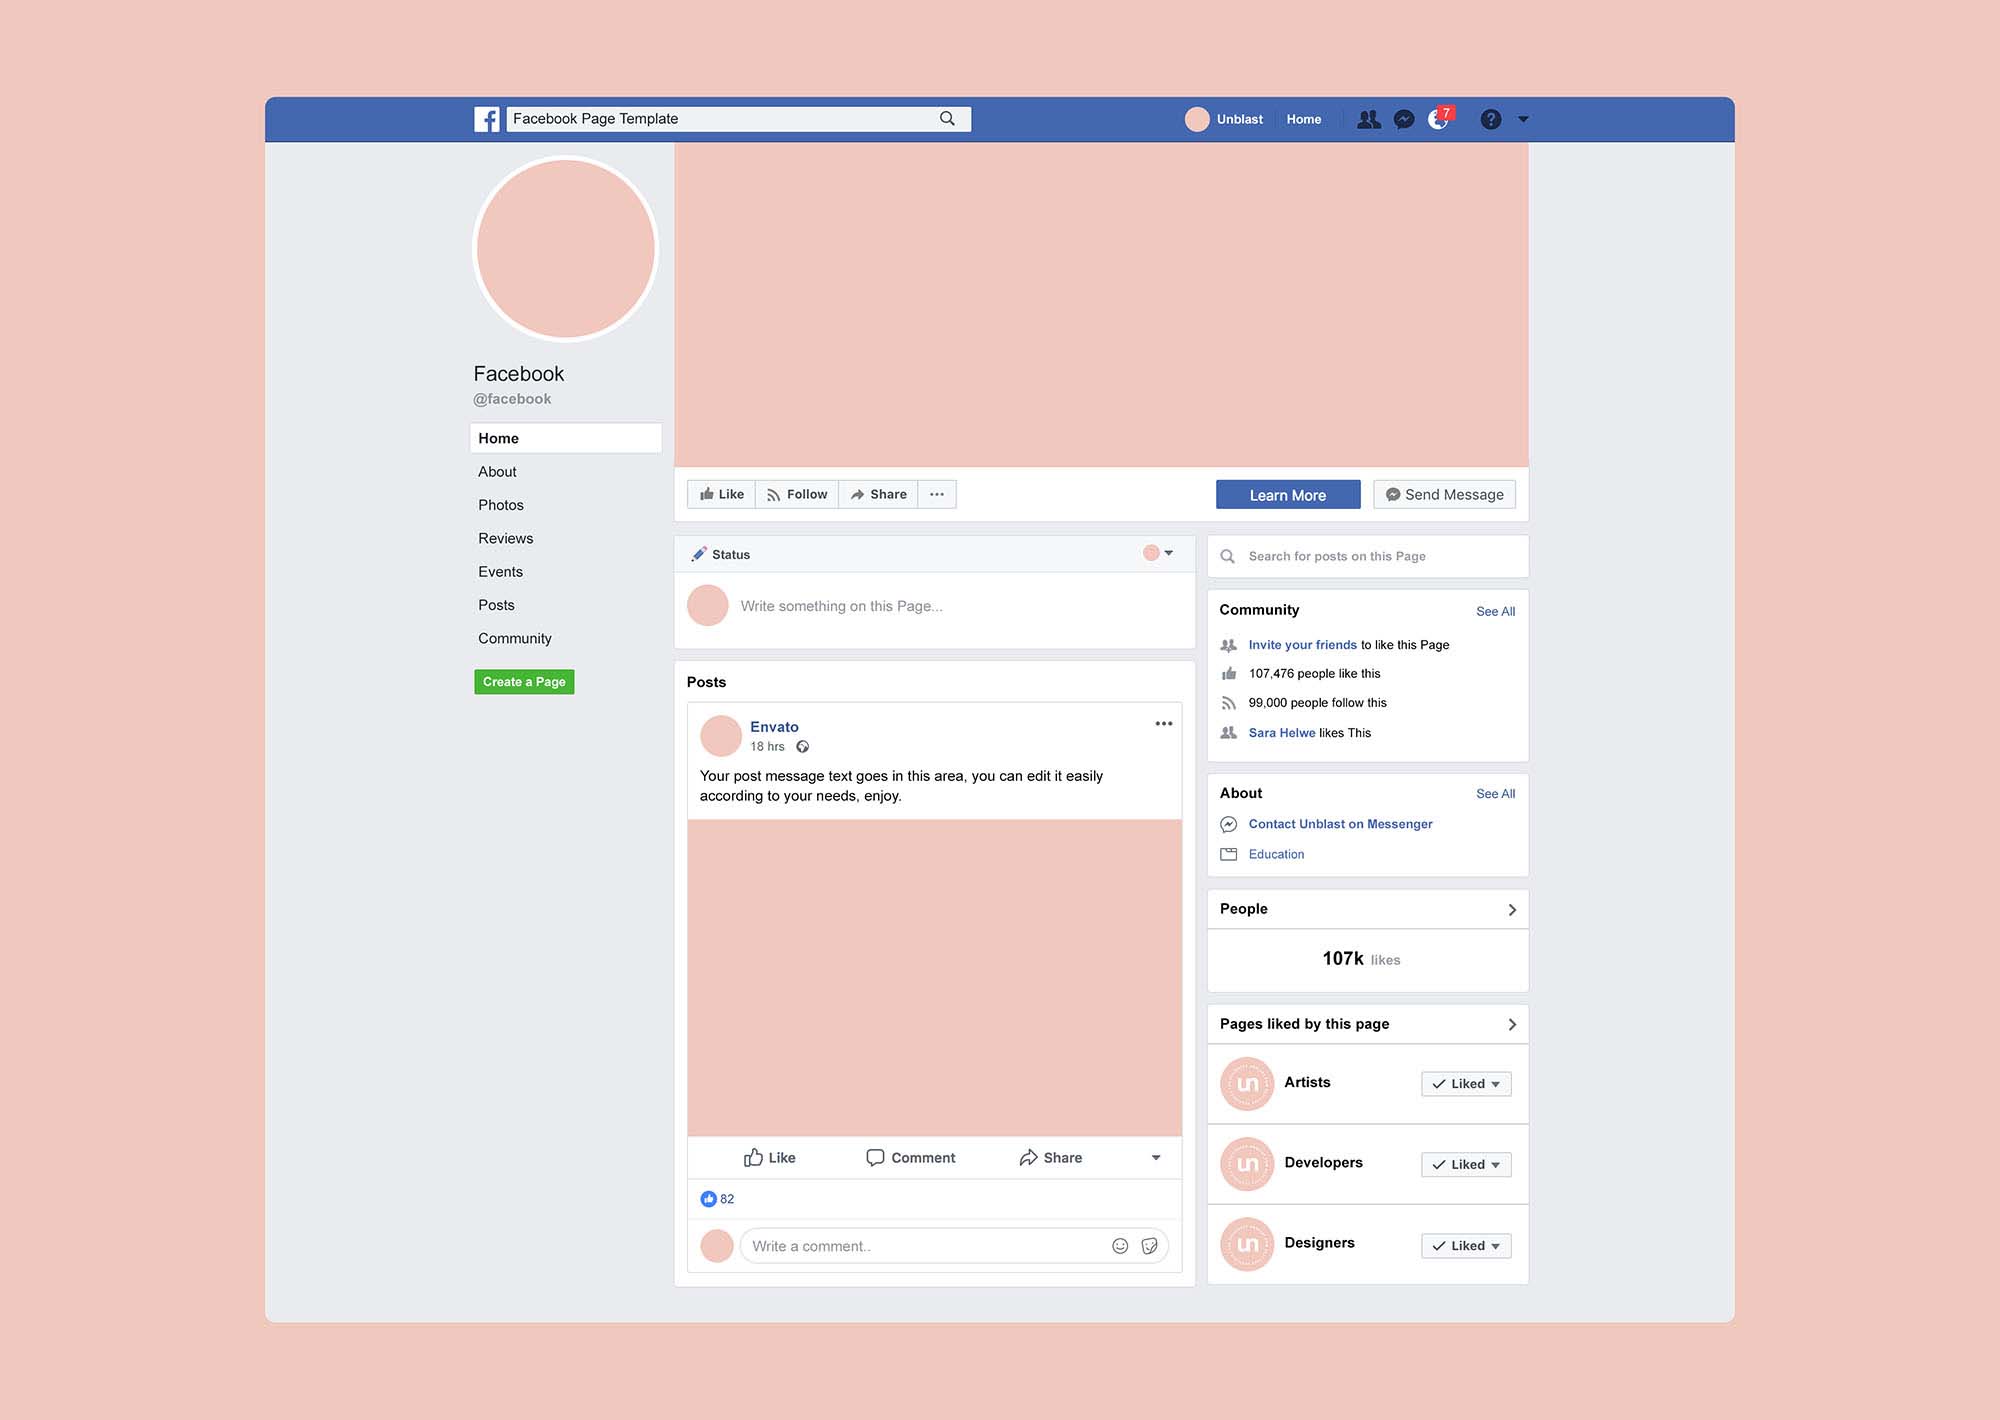 Facebook Page Template
Unblast
Home
7
?
Facebook
@facebook
Home
About
Photos
Reviews
Events
Posts
Community
Create a Page
Like
Follow
Share
Learn More
Send Message
Status
Write something on this Page...
Posts
Envato
18 hrs
Your post message text goes in this area, you can edit it easily
according to your needs, enjoy.
Like
Comment
Share
82
Write a comment..
Search for posts on this Page
Community
See All
Invite your friends to like this Page
107,476 people like this
99,000 people follow this
Sara Helwe likes This
About
See All
Contact Unblast on Messenger
Education
People
107k likes
Pages liked by this page
un
Artists
Liked
un
Developers
Liked
un
Designers
Liked